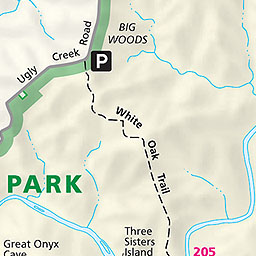 BIG
WOODS
Ugly Creek Road
P
White Oak Trail
PARK
Three
Sisters
Island
Great Onyx
Cave
205